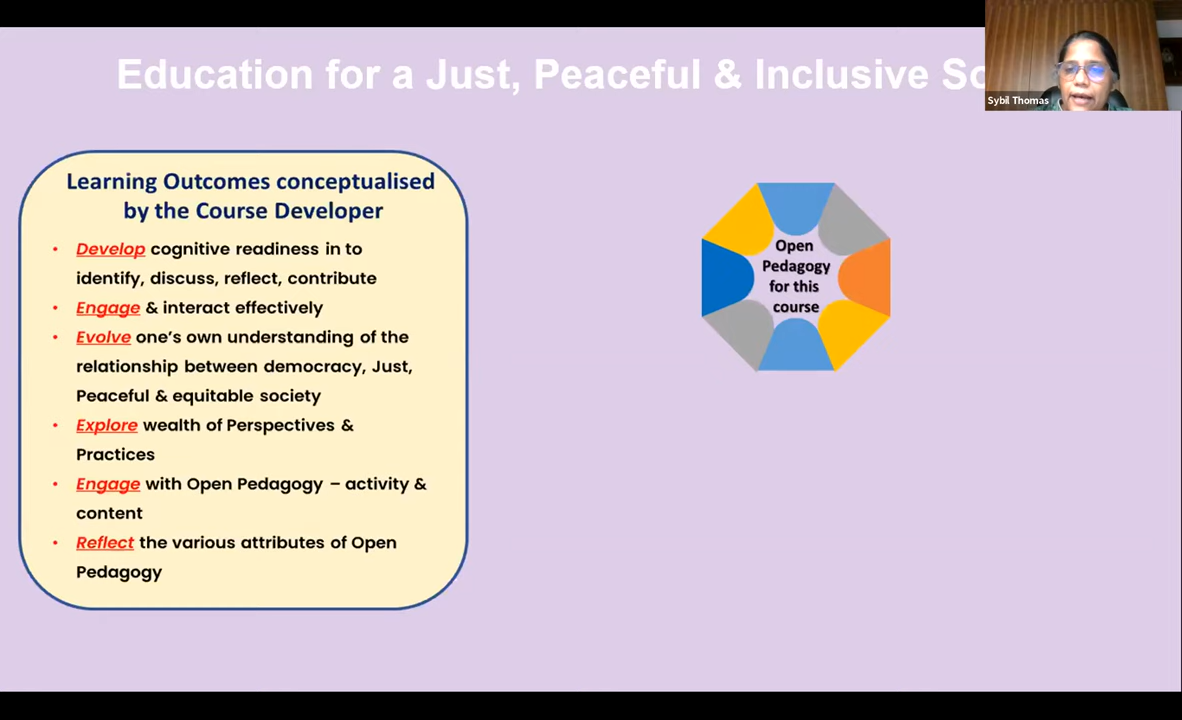 Education for a Just, Peaceful & Inclusive
Sybil Thomas
Learning Outcomes conceptualised
by the Course Developer
• Develop cognitive readiness in to
identify, discuss, reflect, contribute
• Engage & interact effectively
• Evolve one's own understanding of the
relationship between democracy, Just,
Peaceful & equitable society
• Explore wealth of Perspectives &
Practices
• Engage with Open Pedagogy – activity &
content
• Reflect the various attributes of Open
Pedagogy
Open
Pedagogy
for this
course